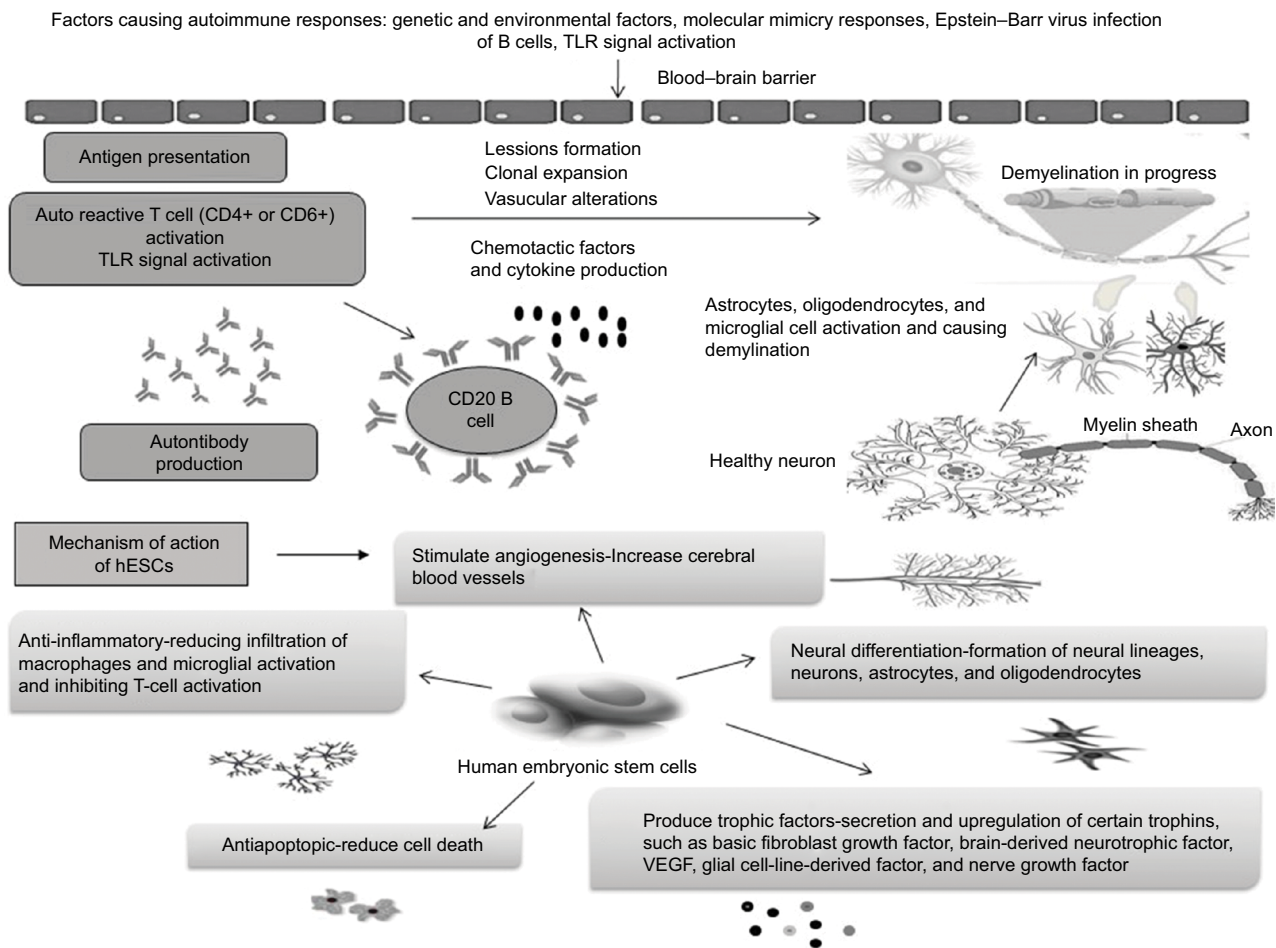 Factors causing autoimmune responses: genetic and environmental factors, molecular mimicry responses, Epstein–Barr virus infection
of B cells, TLR signal activation
Blood–brain barrier
Antigen presentation
Auto reactive T cell (CD4+ or CD6+)
activation
TLR signal activation
Lessions formation
Clonal expansion
Vasucular alterations
Chemotactic factors
and cytokine production
Demyelination in progress
Astrocytes, oligodendrocytes, and
microglial cell activation and causing
demylination
CD20 B
cell
Autontibody
production
Healthy neuron
Myelin sheath
Axon
Mechanism of action
of hESCs
Stimulate angiogenesis-Increase cerebral
blood vessels
Anti-inflammatory-reducing infiltration of
macrophages and microglial activation
and inhibiting T-cell activation
Neural differentiation-formation of neural lineages,
neurons, astrocytes, and oligodendrocytes
Human embryonic stem cells
Antiapoptopic-reduce cell death
Produce trophic factors-secretion and upregulation of certain trophins,
such as basic fibroblast growth factor, brain-derived neurotrophic factor,
VEGF, glial cell-line-derived factor, and nerve growth factor